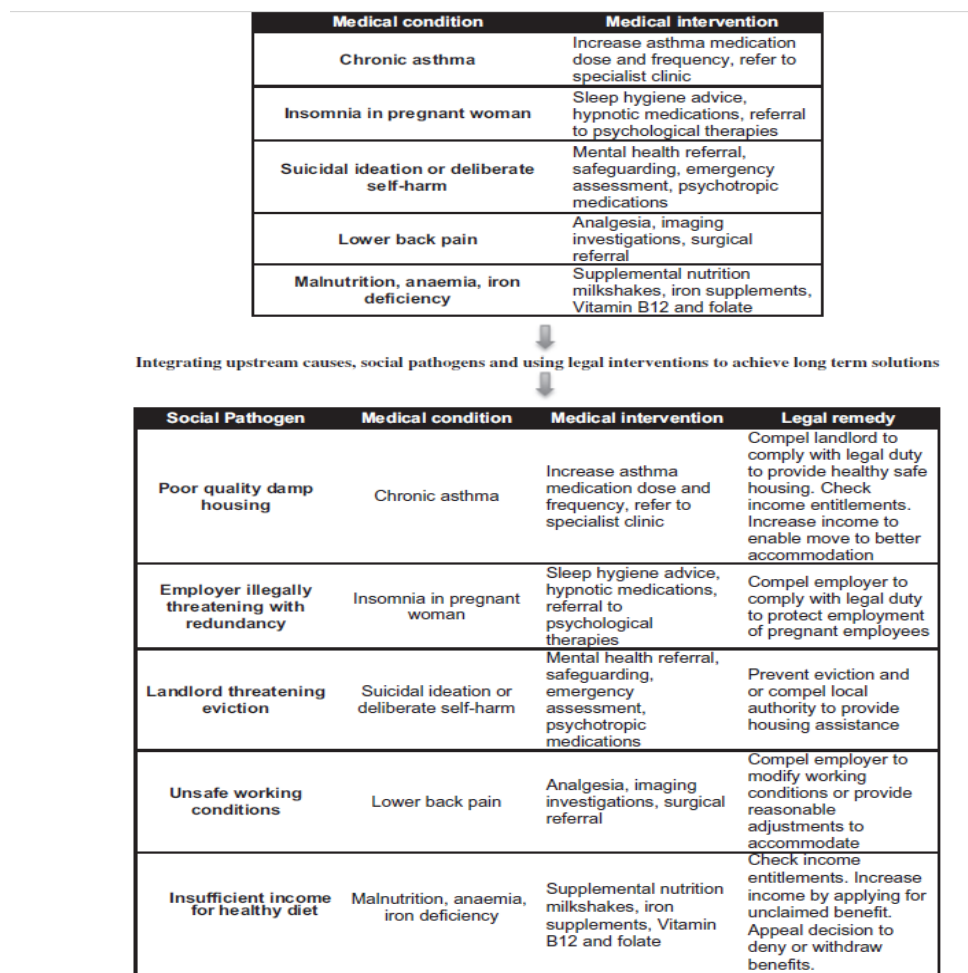 Medical condition Medical intervention
Chronic asthma
Increase asthma medication
dose and frequency, refer to
specialist clinic
Insomnia in pregnant woman
Sleep hygiene advice,
hypnotic medications, referral
to psychological therapies
Suicidal ideation or deliberate
self-harm
Mental health referral,
safeguarding, emergency
assessment, psychotropic
medications
Lower back pain
Analgesia, imaging
investigations, surgical
referral
Malnutrition, anaemia, iron
deficiency
Supplemental nutrition
milkshakes, iron supplements,
Vitamin B12 and folate
Integrating upstream causes, social pathogens and using legal interventions to achieve long term solutions
Social Pathogen Medical condition Medical intervention Legal remedy
Poor quality damp
housing
Chronic asthma
Increase asthma
medication dose and
frequency, refer to
specialist clinic
Compel landlord to
comply with legal duty
to provide healthy safe
housing. Check
income entitlements.
Increase income to
enable move to better
accommodation
Employer illegally
threatening with
redundancy
Insomnia in pregnant
woman
Sleep hygiene advice,
hypnotic medications,
referral to
psychological
therapies
Compel employer to
comply with legal duty
to protect employment
of pregnant employees
Landlord threatening
eviction
Suicidal ideation or
deliberate self-harm
Mental health referral,
safeguarding,
emergency
assessment,
psychotropic
medications
Prevent eviction and
or compel local
authority to provide
housing assistance
Unsafe working
conditions
Lower back pain
Analgesia, imaging
investigations, surgical
referral
Compel employer to
modify working
conditions or provide
reasonable
adjustments to
accommodate
Insufficient income
for healthy diet
Malnutrition, anaemia,
iron deficiency
Supplemental nutrition
milkshakes, iron
supplements, Vitamin
B12 and folate
Check income
entitlements. Increase
income by applying for
unclaimed benefit.
Appeal decision to
deny or withdraw
benefits.